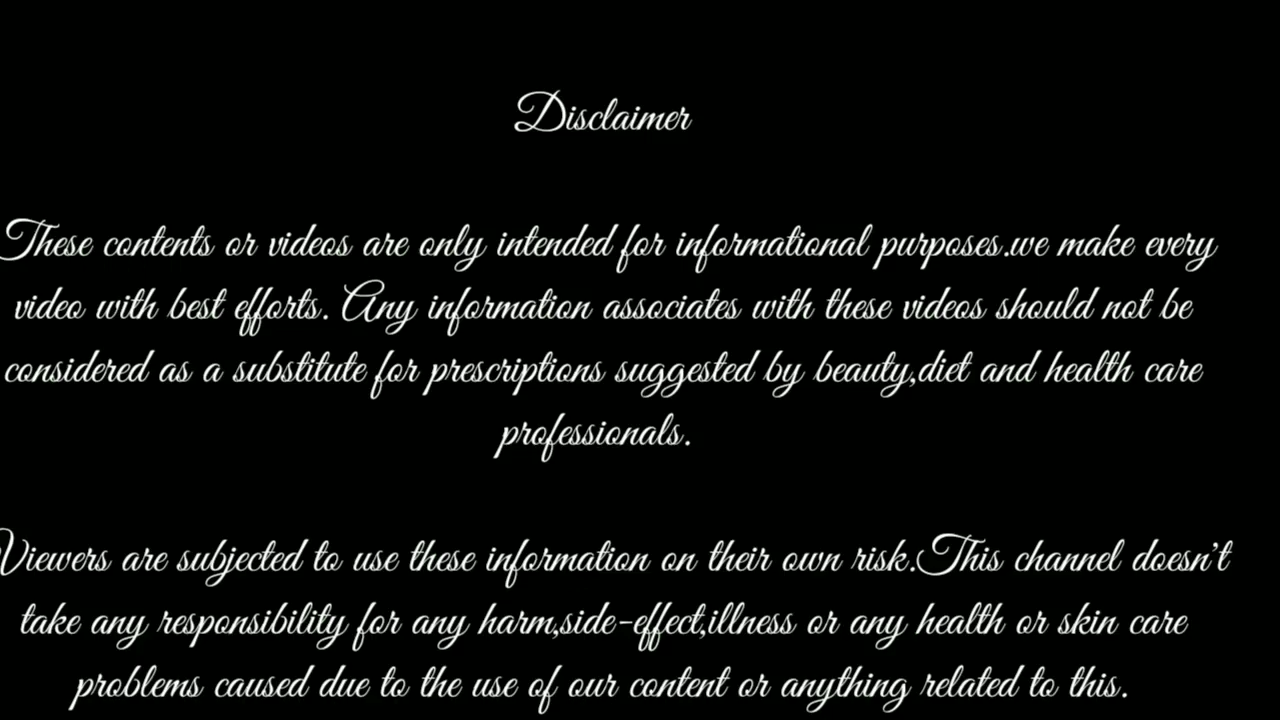 Disclaimer
These contents or videos are only intended for informational purposes.we make every
video with best efforts. Any information associates with these videos should not be
considered as a substitute for prescriptions suggested by beauty,diet and health care
professionals.
Viewers are subjected to use these information on their own risk.This channel doesn't
take any responsibility for any harm,side-effect,illness or any health or skin care
problems caused due to the use of our content or anything related to this.